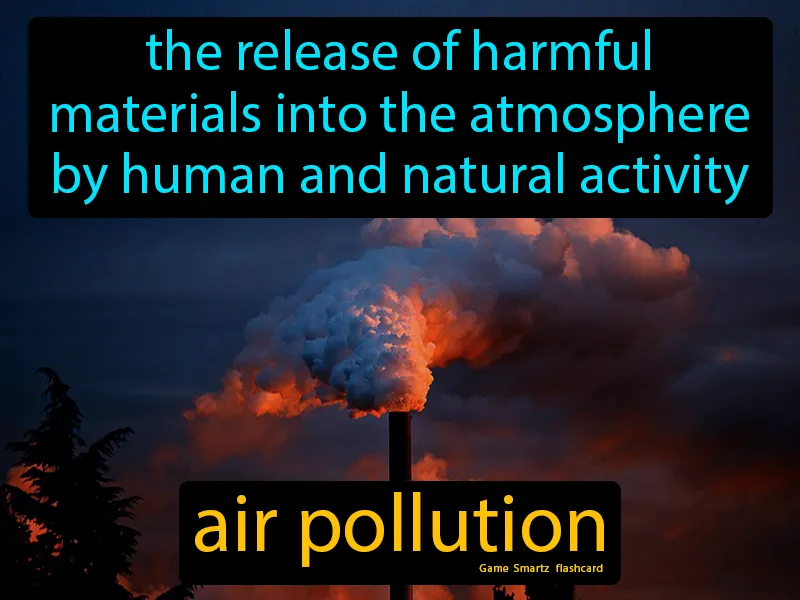 the release of harmful
materials into the atmosphere
by human and natural activity
air pollution
Game Smartz flashcard